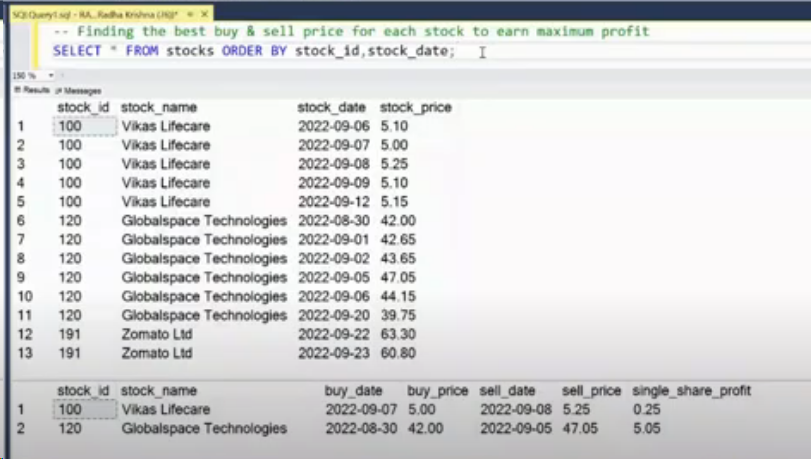 SQLQuery1.sql - RA...Radha Krishna (76))*
-- Finding the best buy & sell price for each stock to earn maximum profit
SELECT * FROM stocks ORDER BY stock_id,stock_date;
150 %
Results Messages
stock_id stock_name stock_date stock_price
1 100 Vikas Lifecare 2022-09-06 5.10
2 100 Vikas Lifecare 2022-09-07 5.00
3 100 Vikas Lifecare 2022-09-08 5.25
4 100 Vikas Lifecare 2022-09-09 5.10
5 100 Vikas Lifecare 2022-09-12 5.15
6 120 Globalspace Technologies 2022-08-30 42.00
7 120 Globalspace Technologies 2022-09-01 42.65
8 120 Globalspace Technologies 2022-09-02 43.65
9 120 Globalspace Technologies 2022-09-05 47.05
10 120 Globalspace Technologies 2022-09-06 44.15
11 120 Globalspace Technologies 2022-09-20 39.75
12 191 Zomato Ltd 2022-09-22 63.30
13 191 Zomato Ltd 2022-09-23 60.80
stock_id stock_name buy_date buy_price sell_date sell_price single_share_profit
1 100 Vikas Lifecare 2022-09-07 5.00 2022-09-08 5.25 0.25
2 120 Globalspace Technologies 2022-08-30 42.00 2022-09-05 47.05 5.05